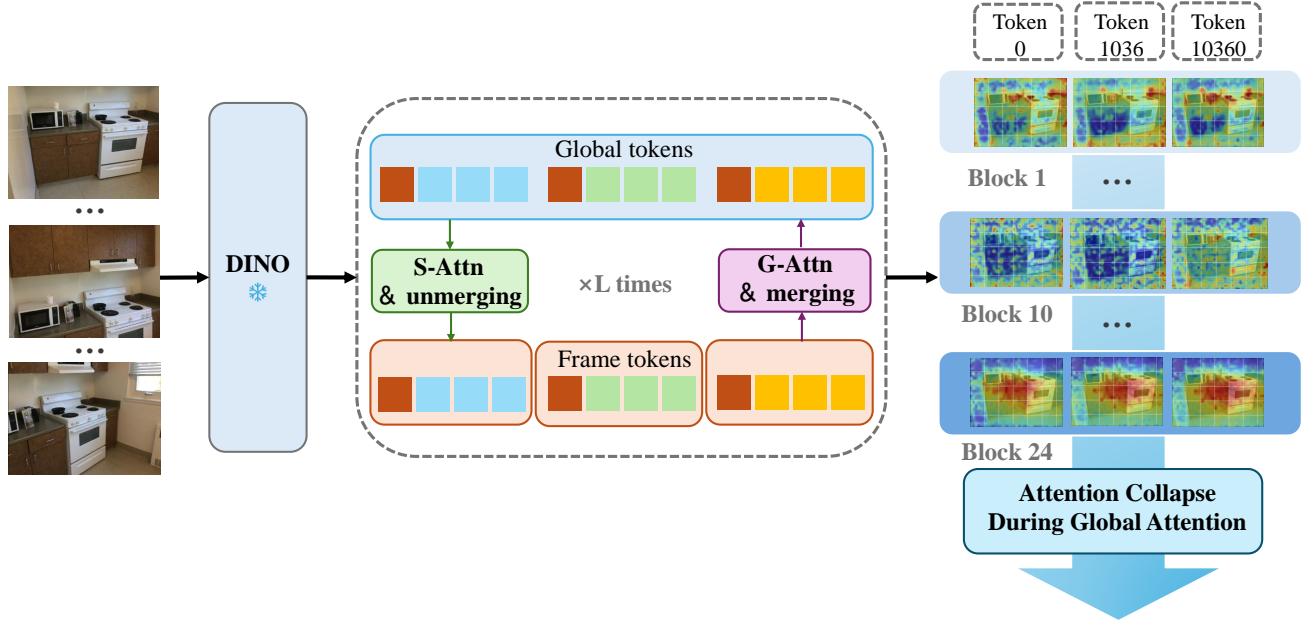 Token
0
Token
1036
Token
10360
Global tokens
DINO
S-Attn
& unmerging
×L times
G-Attn
& merging
Frame tokens
Block 1
...
Block 10
...
Block 24
Attention Collapse
During Global Attention
...
...